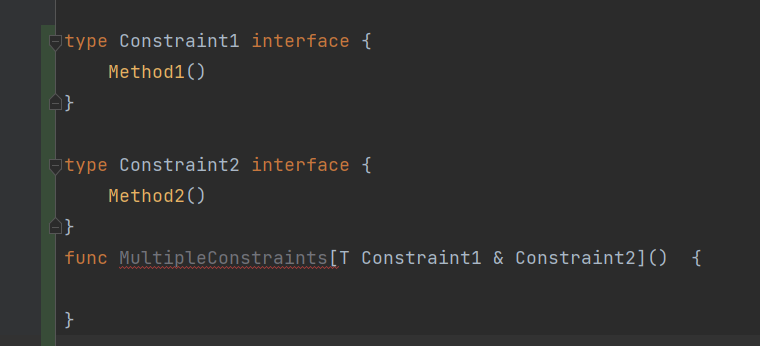 type Constraint1 interface {
    Method1()
}
type Constraint2 interface {
    Method2()
}
func MultipleConstraints[T Constraint1 & Constraint2]()  {
}